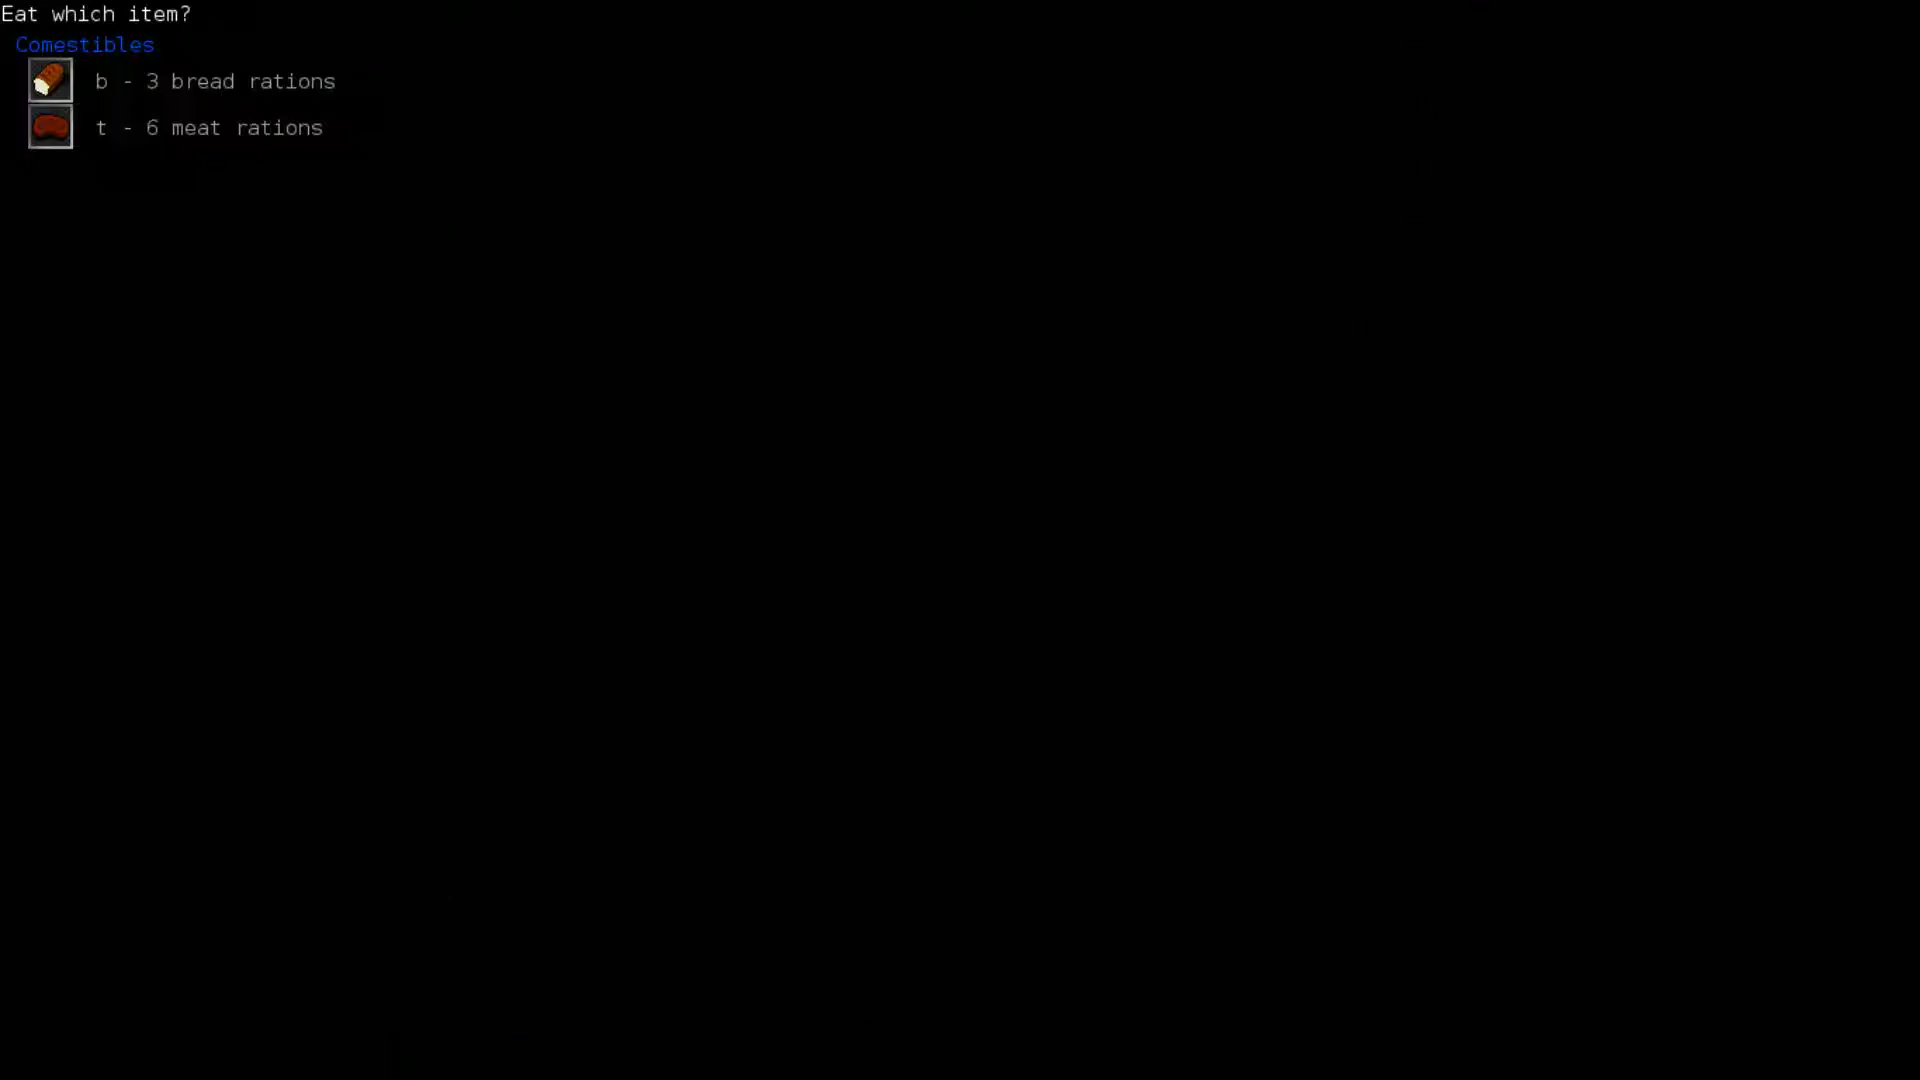 Eat which item?
Comestibles
b - 3 bread rations
t - 6 meat rations